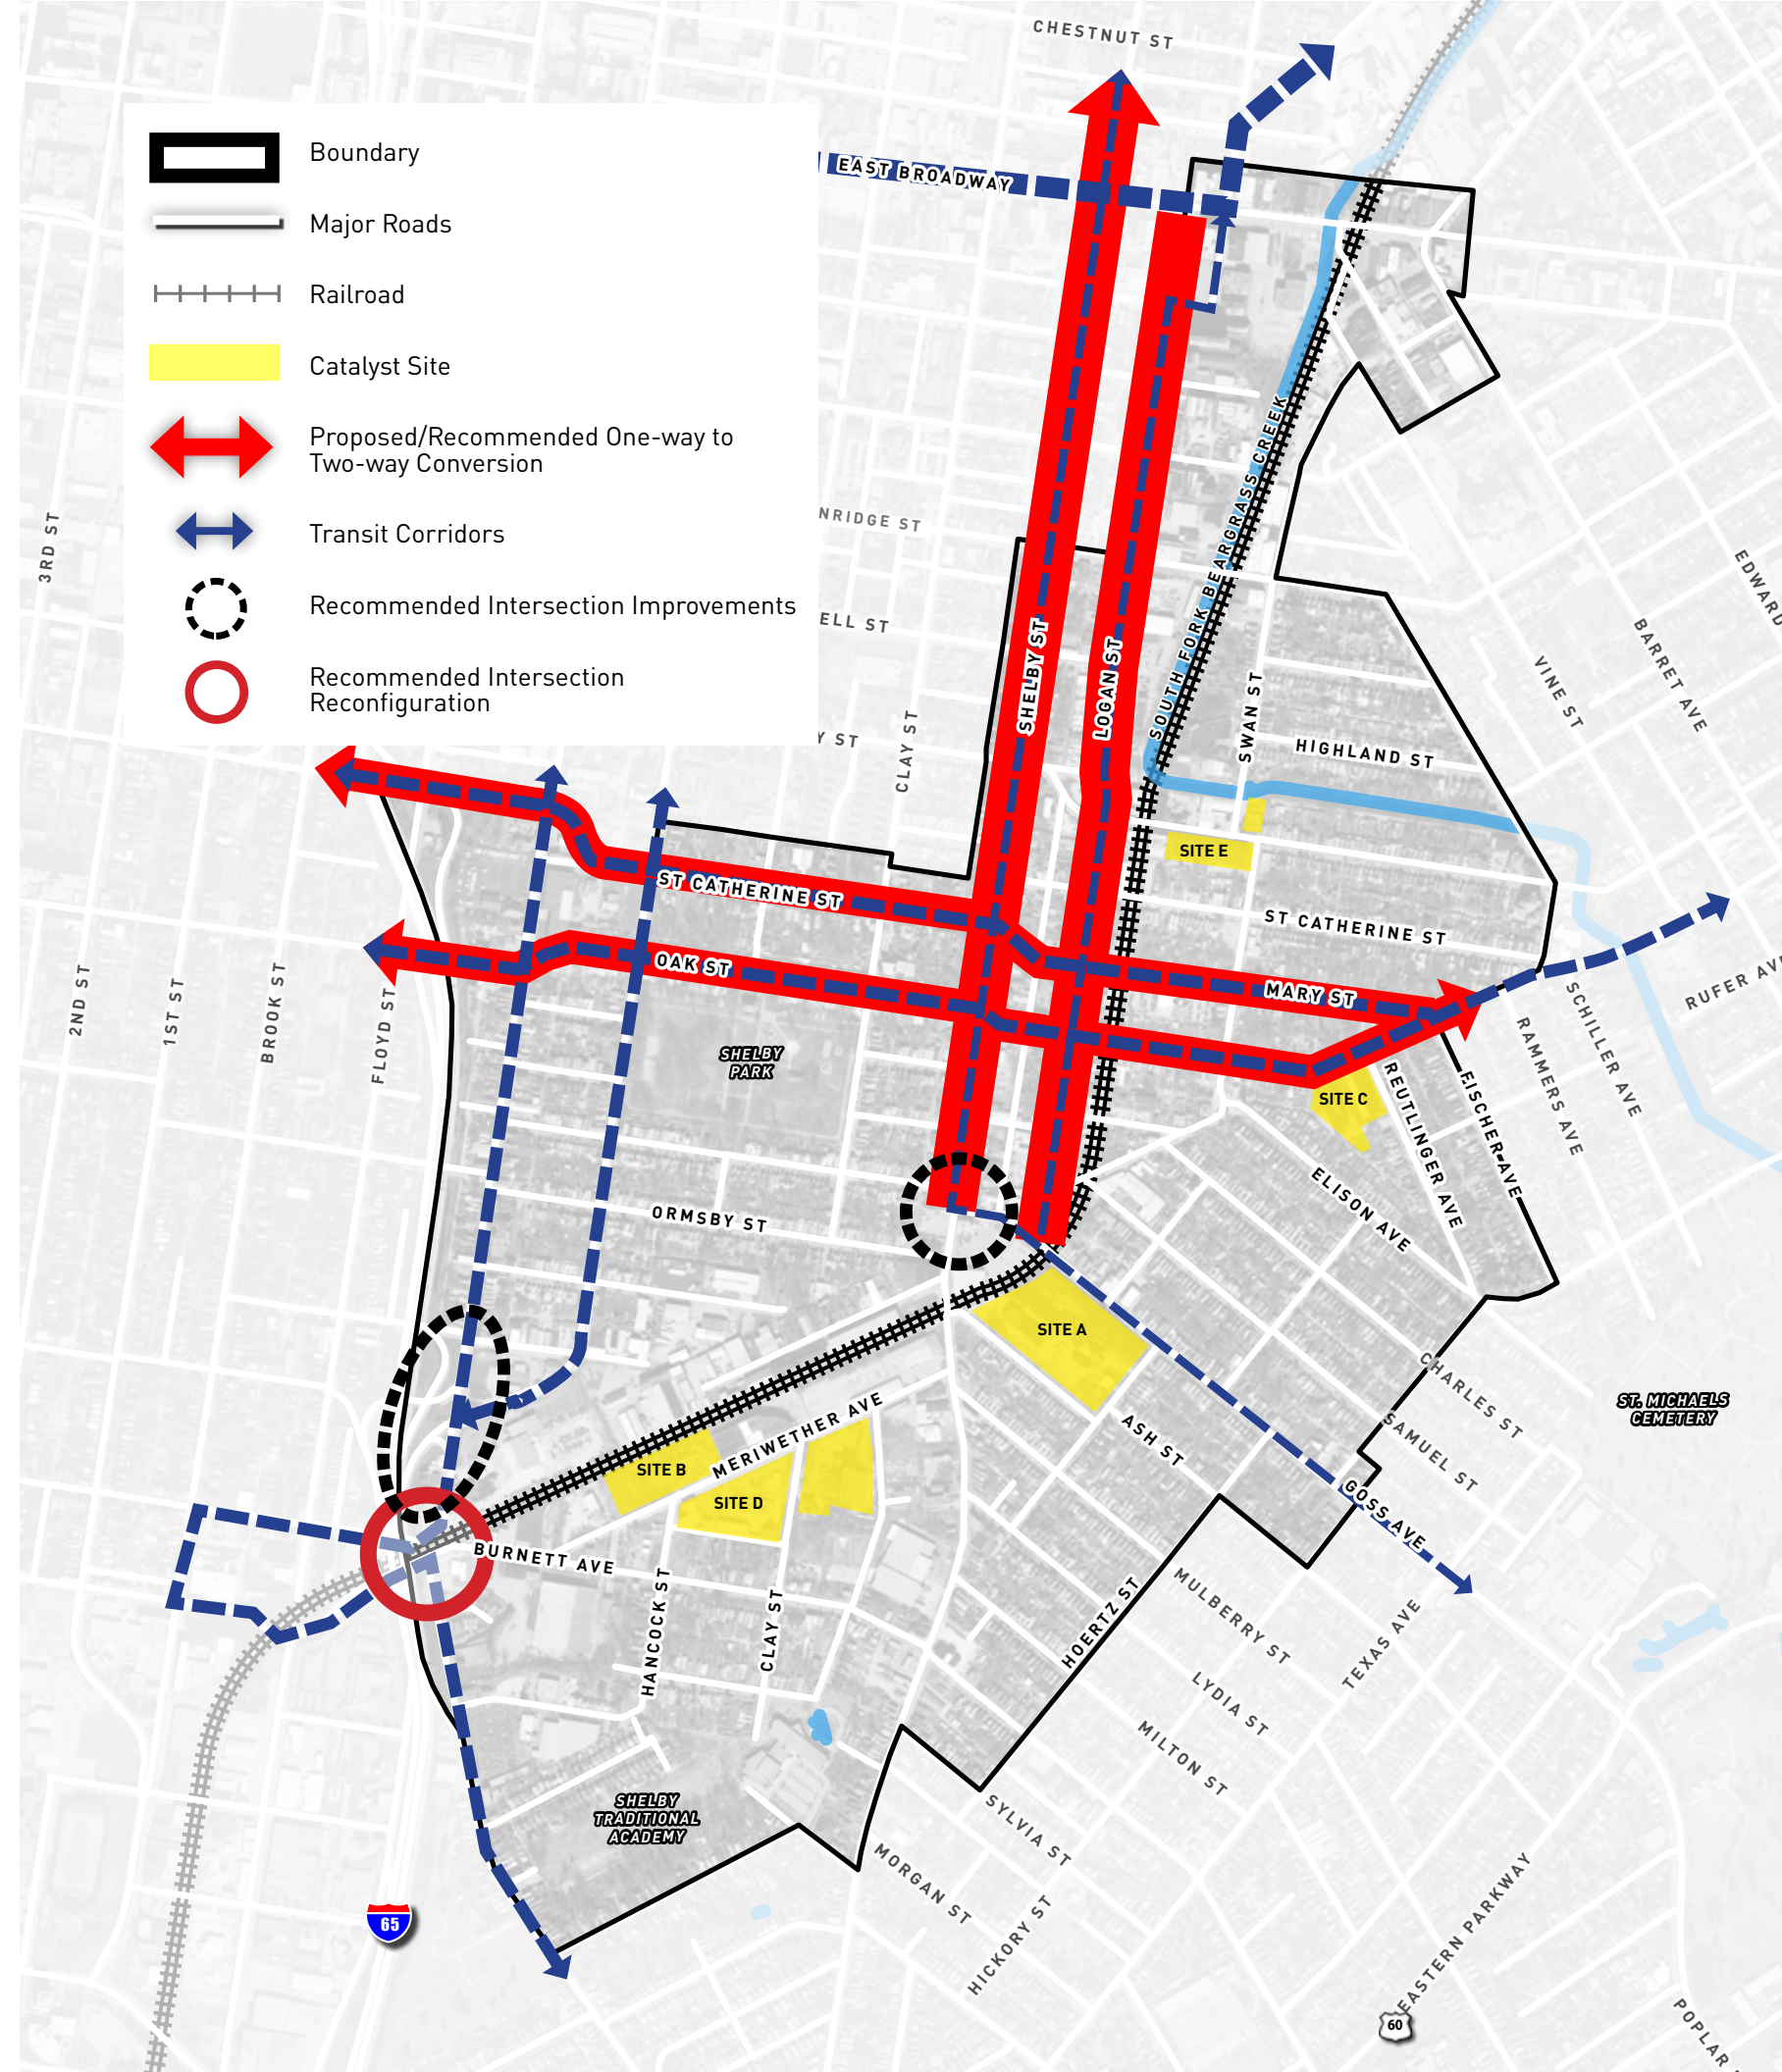 CHESTNUT ST
Boundary
Major Roads
Railroad
Catalyst Site
Proposed/Recommended One-way to
Two-way Conversion
Transit Corridors
Recommended Intersection Improvements
Recommended Intersection
Reconfiguration
EAST BROADWAY
3RD ST
NRIDGE ST
ELL ST
Y ST
CLAY ST
SHELBY ST
LOGAN ST
SOUTH FORK BEARGRASS CREEK
SWAN ST
HIGHLAND ST
VINE ST
BARRET AVE
EDWARD
SITE E
ST CATHERINE ST
ST CATHERINE ST
OAK ST
MARY ST
2ND ST
1ST ST
BROOK ST
FLOYD ST
SHELBY
PARK
SITE C
REUTLINGER AVE
FISCHER AVE
RAMMERS AVE
SCHILLER AVE
RUFER AVE
ELISON AVE
ORMSBY ST
SITE A
CHARLES ST
SAMUEL ST
ST. MICHAELS
CEMETERY
ASH ST
GOSS AVE
MERIWETHER AVE
SITE B
SITE D
BURNETT AVE
HANCOCK ST
CLAY ST
HOERTZ ST
MULBERRY ST
TEXAS AVE
LYDIA ST
MILTON ST
SHELBY
TRADITIONAL
ACADEMY
SYLVIA ST
MORGAN ST
HICKORY ST
65
EASTERN PARKWAY
60
POPLAR